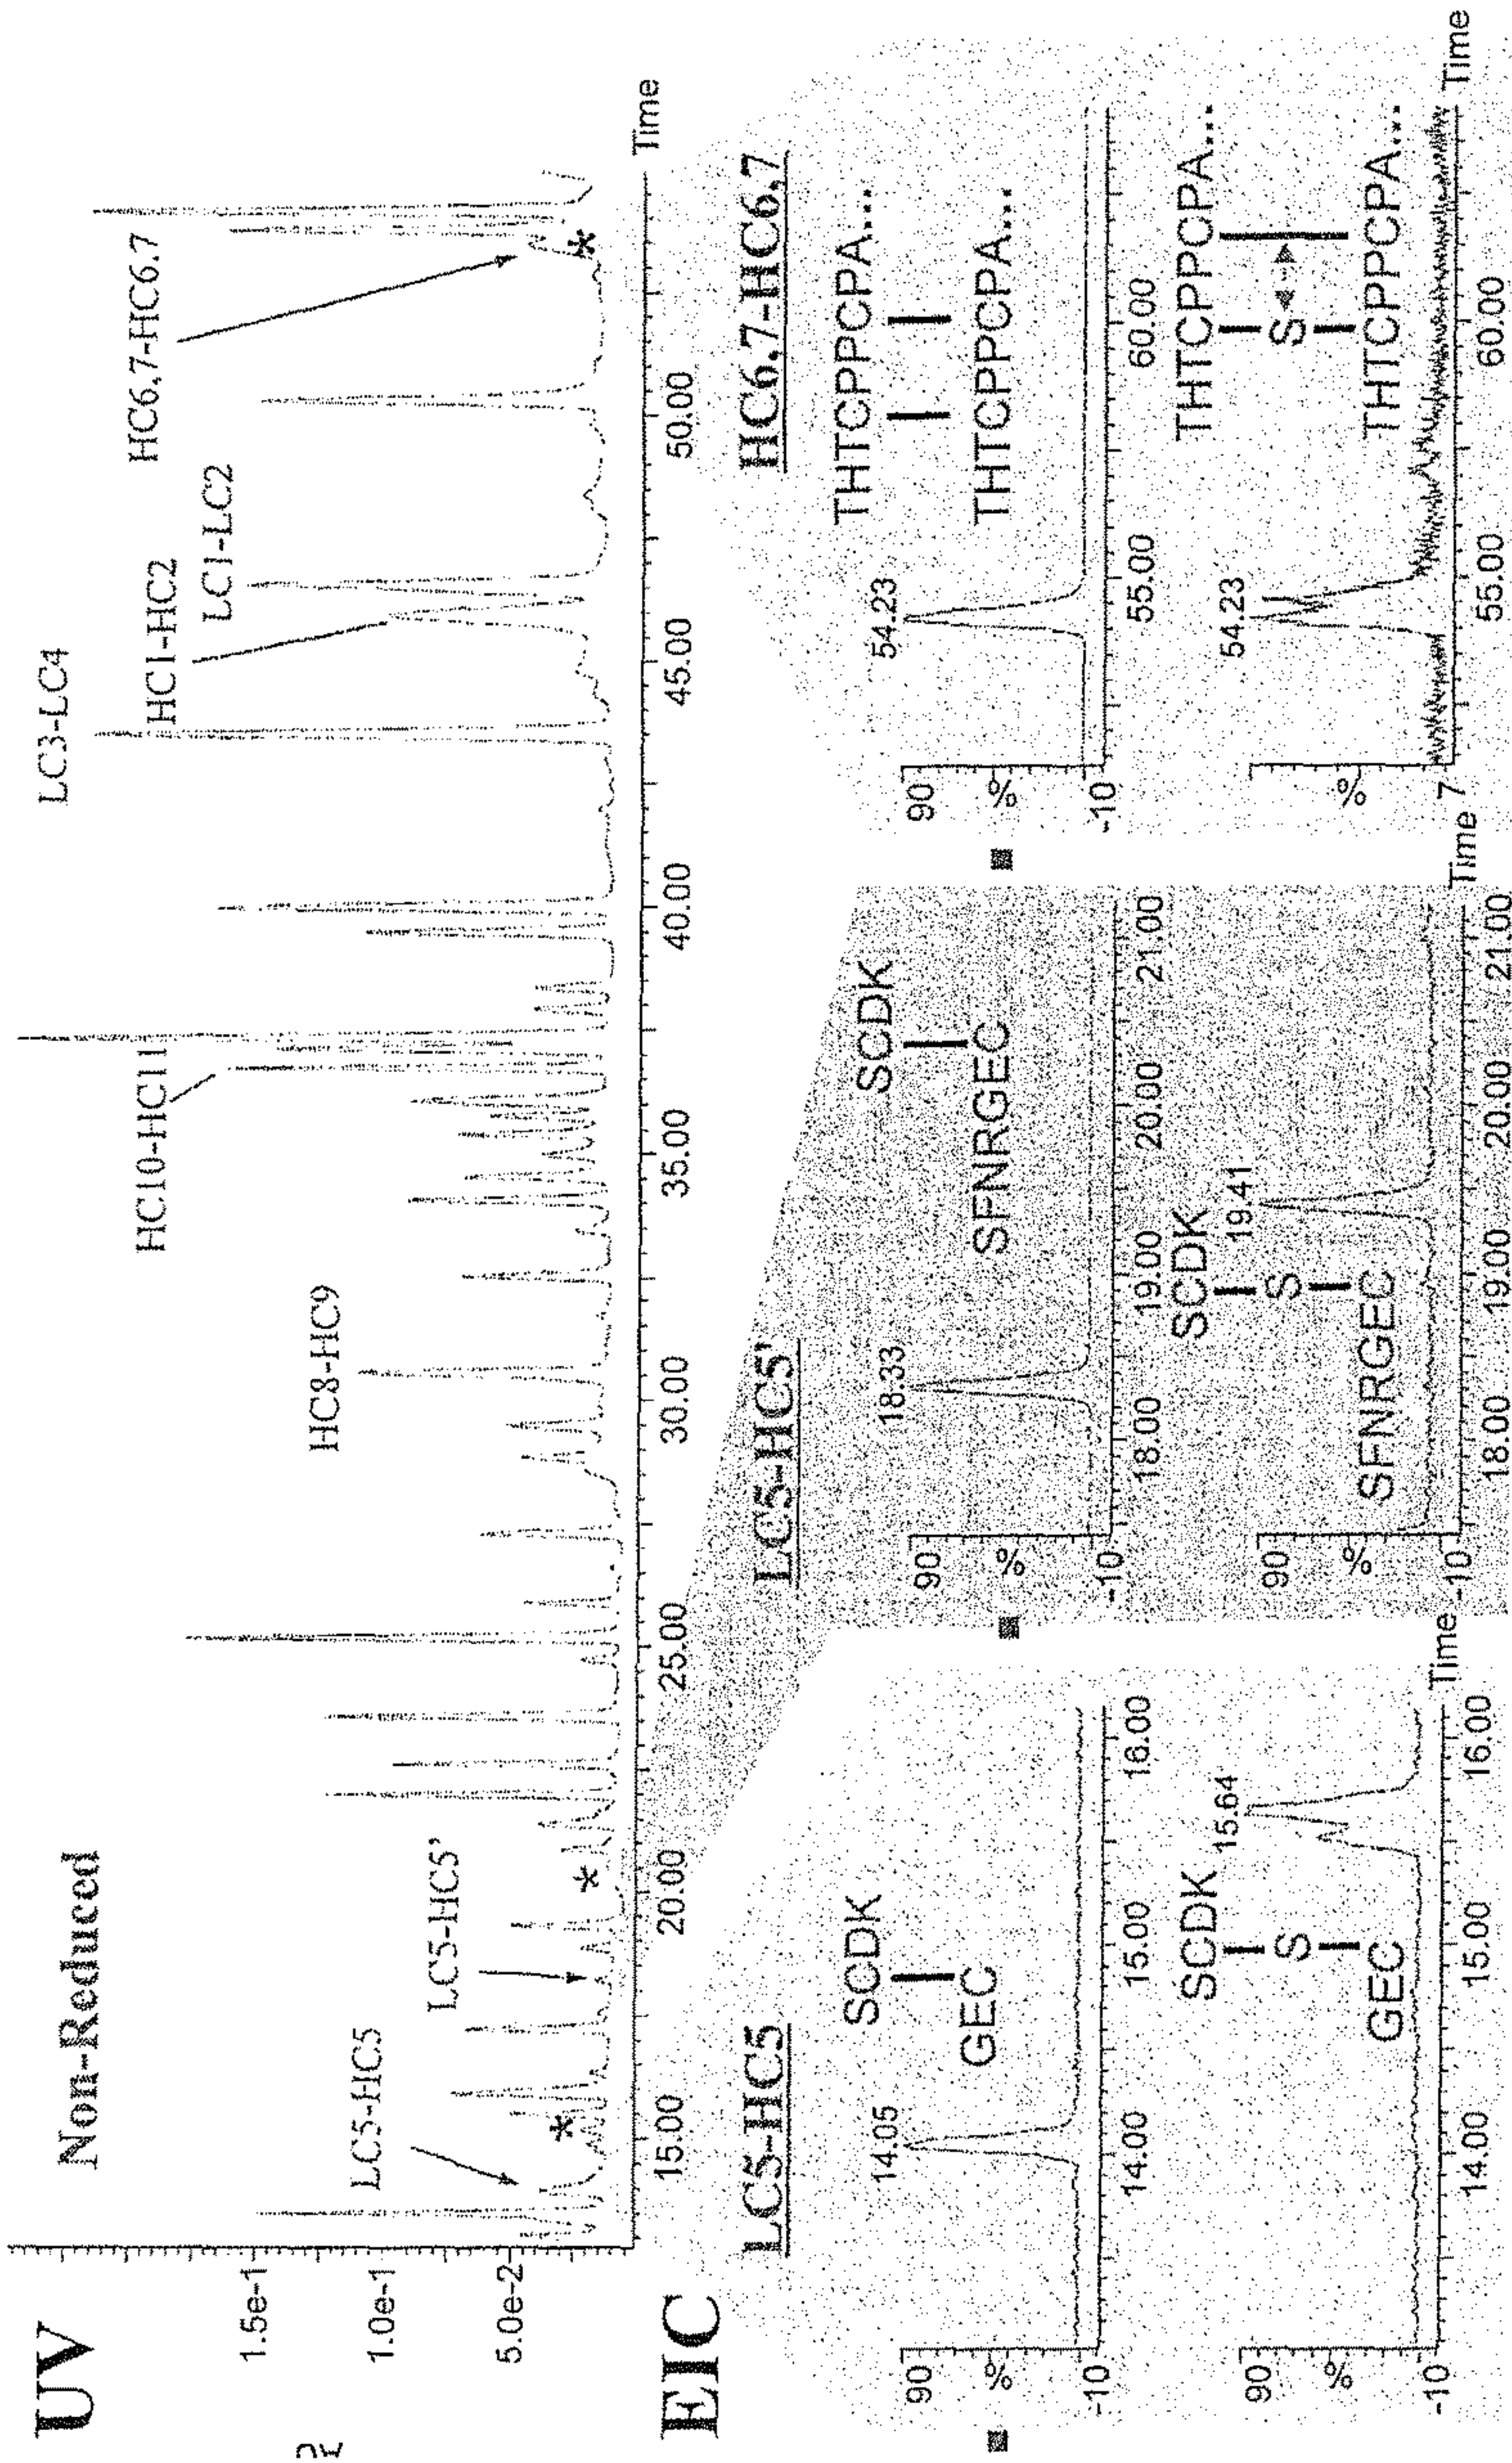 UV
Non-Reduced
LC3-LC4
HC10-HC11
HC1-HC2
HC6,7-HC6,7
LC1-LC2
HC8-HC9
LC5-HC5
LC5-HC5'
*
*
*
1.5e-1
1.0e-1
5.0e-2
15.00 20.00 25.00 30.00 35.00 40.00 45.00 50.00
Time
EIC
LC5-HC5
SCDK
GEC
14.05
90
%
-10
14.00 15.00 16.00
SCDK
S
GEC
15.64
90
%
-10
14.00 15.00 16.00
Time
LC5-HC5'
SCDK
SFNRGEC
18.33
90
%
-10
18.00 19.00 20.00 21.00
SCDK
S
SFNRGEC
19.41
90
%
-10
18.00 19.00 20.00 21.00
Time
HC6,7-HC6,7
THTCPPCPA...
THTCPPCPA...
54.23
90
%
-10
55.00 60.00
THTCPPCPA...
S
THTCPPCPA...
54.23
%
7
55.00 60.00
Time